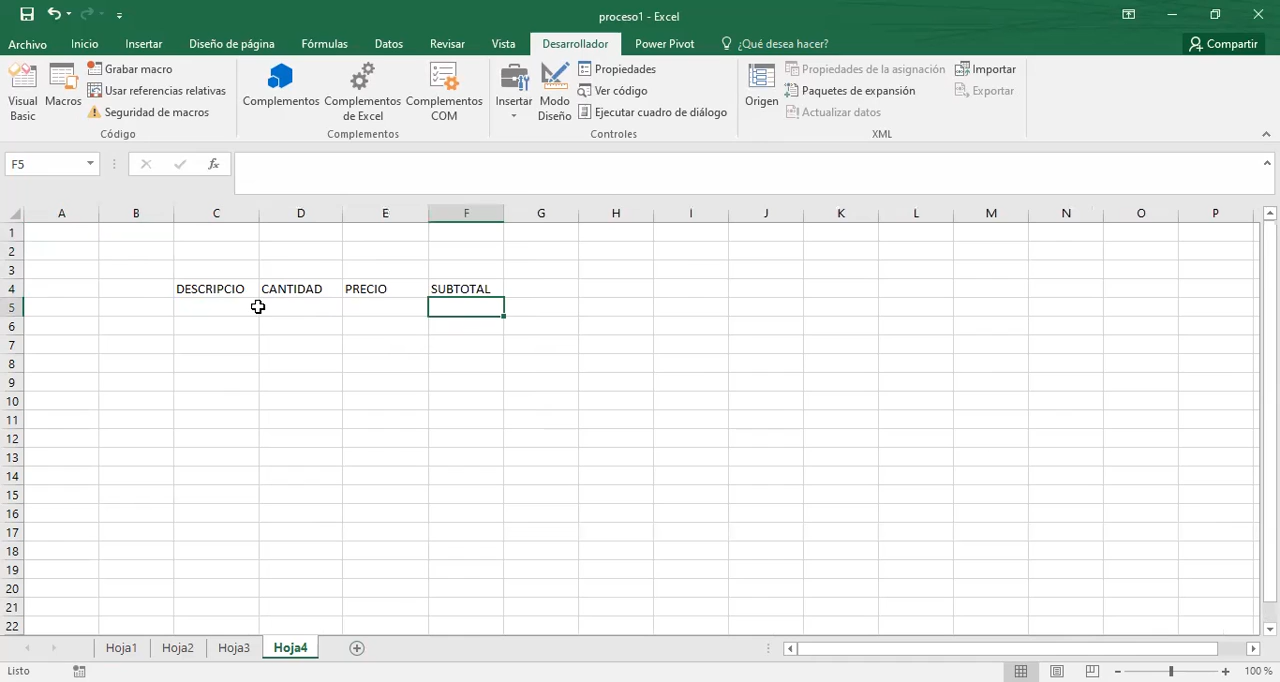 proceso1 - Excel
Archivo Inicio Insertar Diseño de página Fórmulas Datos Revisar Vista Desarrollador Power Pivot ¿Qué desea hacer? Compartir
Visual Basic
Macros
Grabar macro
Usar referencias relativas
Seguridad de macros
Código
Complementos
Complementos de Excel
Complementos COM
Complementos
Insertar
Modo Diseño
Propiedades
Ver código
Ejecutar cuadro de diálogo
Controles
Origen
Propiedades de la asignación
Paquetes de expansión
Actualizar datos
Importar
Exportar
XML
F5 fx
A B C D E F G H I J K L M N O P
1
2
3
4 DESCRIPCIO CANTIDAD PRECIO SUBTOTAL
5
6
7
8
9
10
11
12
13
14
15
16
17
18
19
20
21
22
Hoja1 Hoja2 Hoja3 Hoja4
Listo 100 %